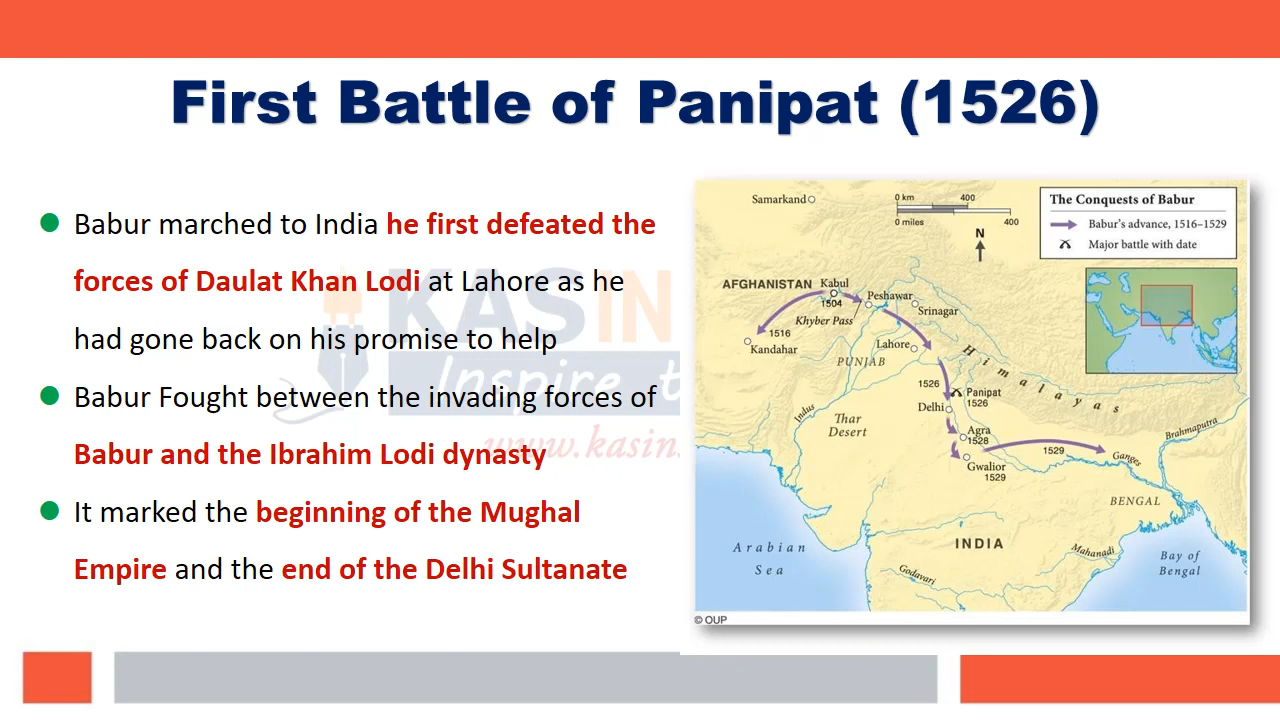 First Battle of Panipat (1526)
Babur marched to India he first defeated the
forces of Daulat Khan Lodi at Lahore as he
had gone back on his promise to help
Babur Fought between the invading forces of
Babur and the Ibrahim Lodi dynasty
It marked the beginning of the Mughal
Empire and the end of the Delhi Sultanate
KASIN
Inspire t
www.kasin.
Samarkand
0 km 400
0 miles 400
N
The Conquests of Babur
Babur's advance, 1516–1529
Major battle with date
AFGHANISTAN
Kabul
1504
Peshawar
Khyber Pass
Srinagar
1516
Kandahar
Lahore
PUNJAB
Himalayas
1526
Panipat
1526
Delhi
Indus
Thar
Desert
Agra
1528
Brahmaputra
1529
Ganges
Gwalior
1529
BENGAL
INDIA
Arabian
Sea
Mahanadi
Bay of
Bengal
Godavari
© OUP